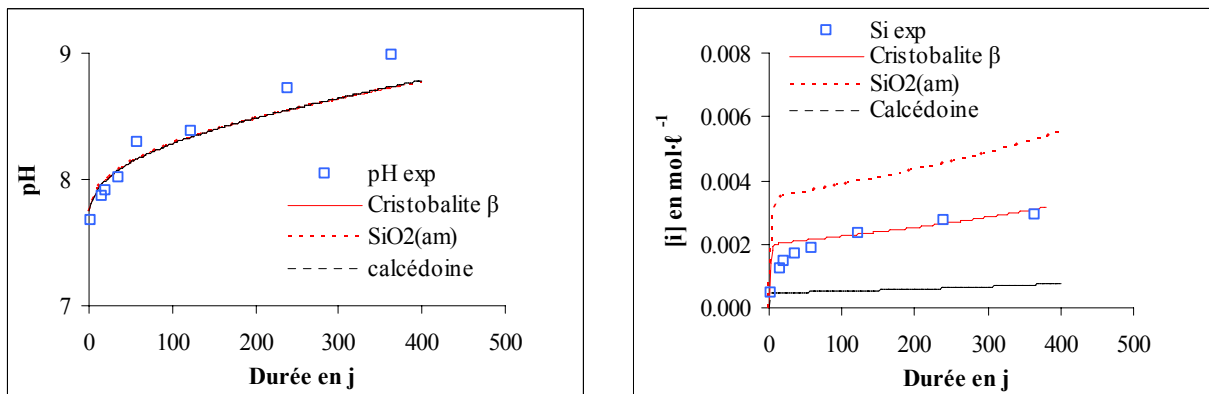 9
8
7
pH
0
100
200
300
400
500
Durée en j
pH exp
Cristobalite β
SiO2(am)
calcédoine
0.008
0.006
0.004
0.002
0.000
[i] en mol·ℓ⁻¹
0
100
200
300
400
500
Durée en j
Si exp
Cristobalite β
SiO2(am)
Calcédoine